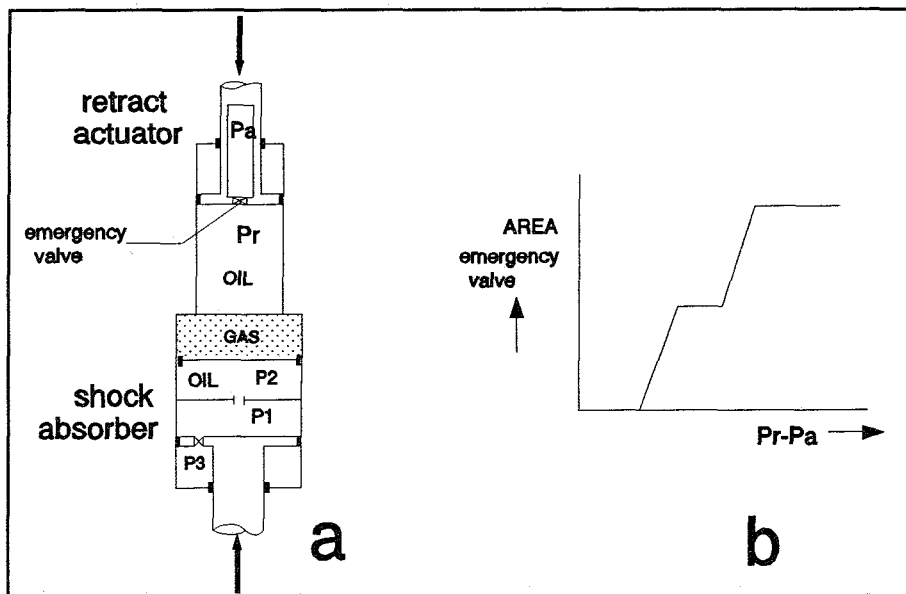 retract
actuator
Pa
emergency
valve
Pr
OIL
GAS
OIL
P2
shock
absorber
P1
P3
a
AREA
emergency
valve
Pr-Pa
b